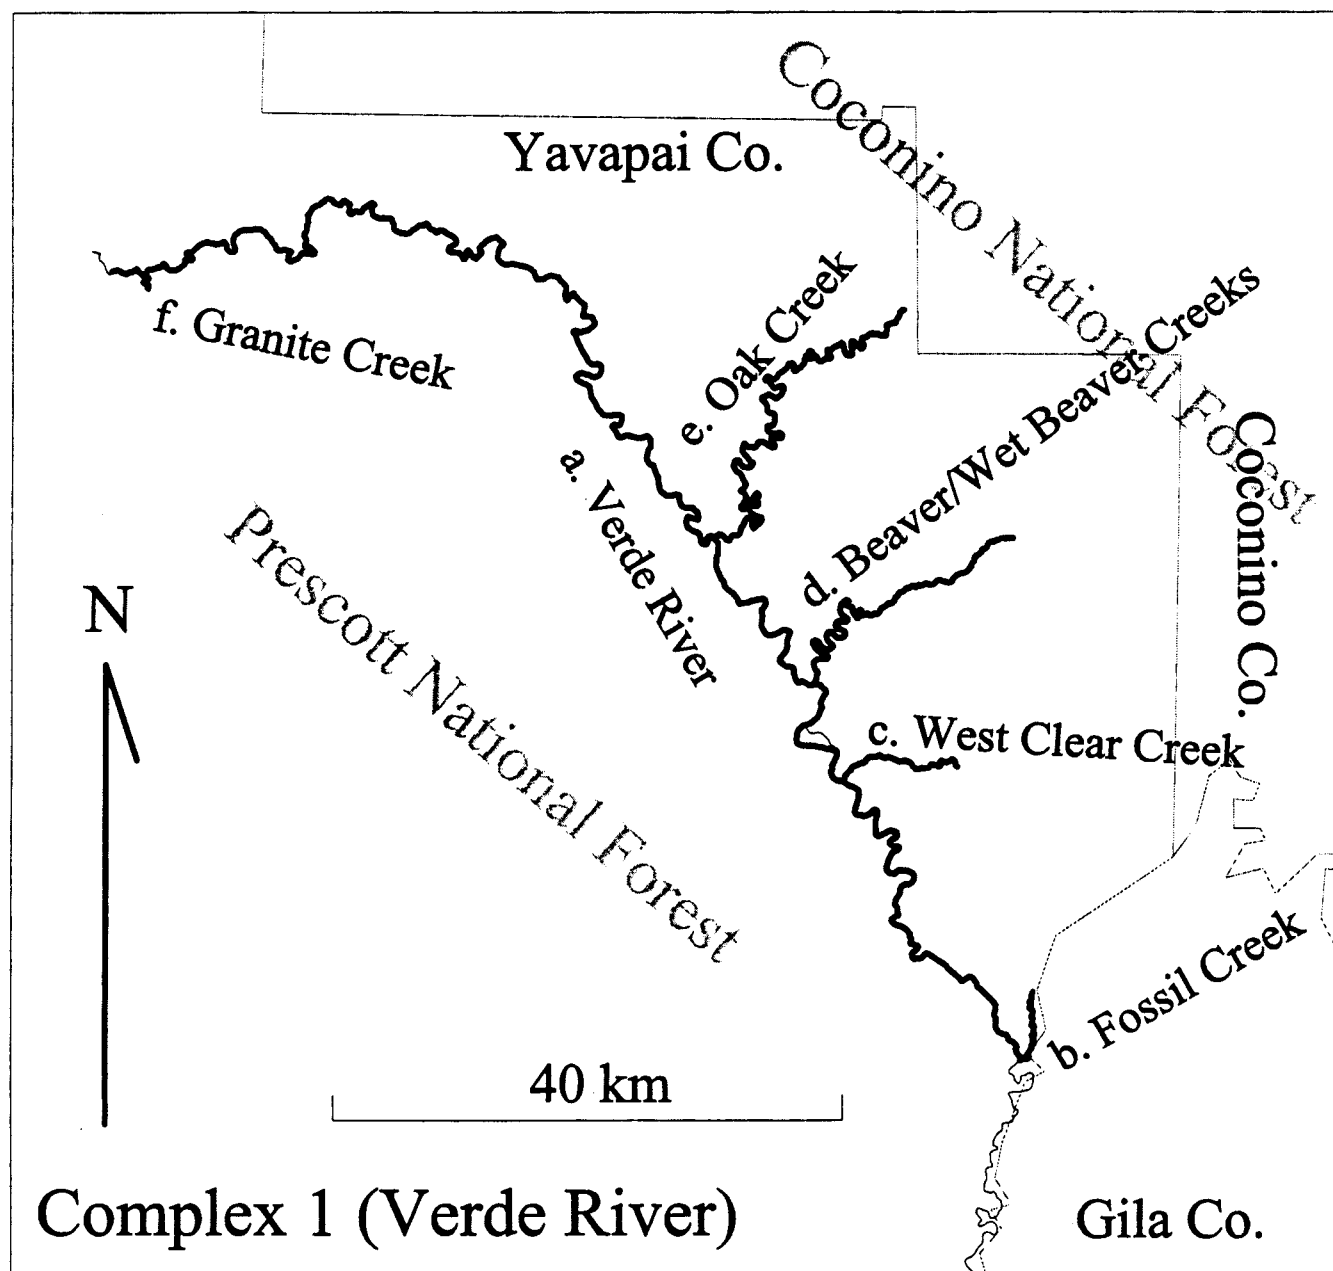 Coconino National Forest
Yavapai Co.
e. Oak Creek
f. Granite Creek
d. Beaver/Wet Beaver Creeks
Coconino Co.
a. Verde River
Prescott National Forest
N
c. West Clear Creek
b. Fossil Creek
40 km
Complex 1 (Verde River)
Gila Co.